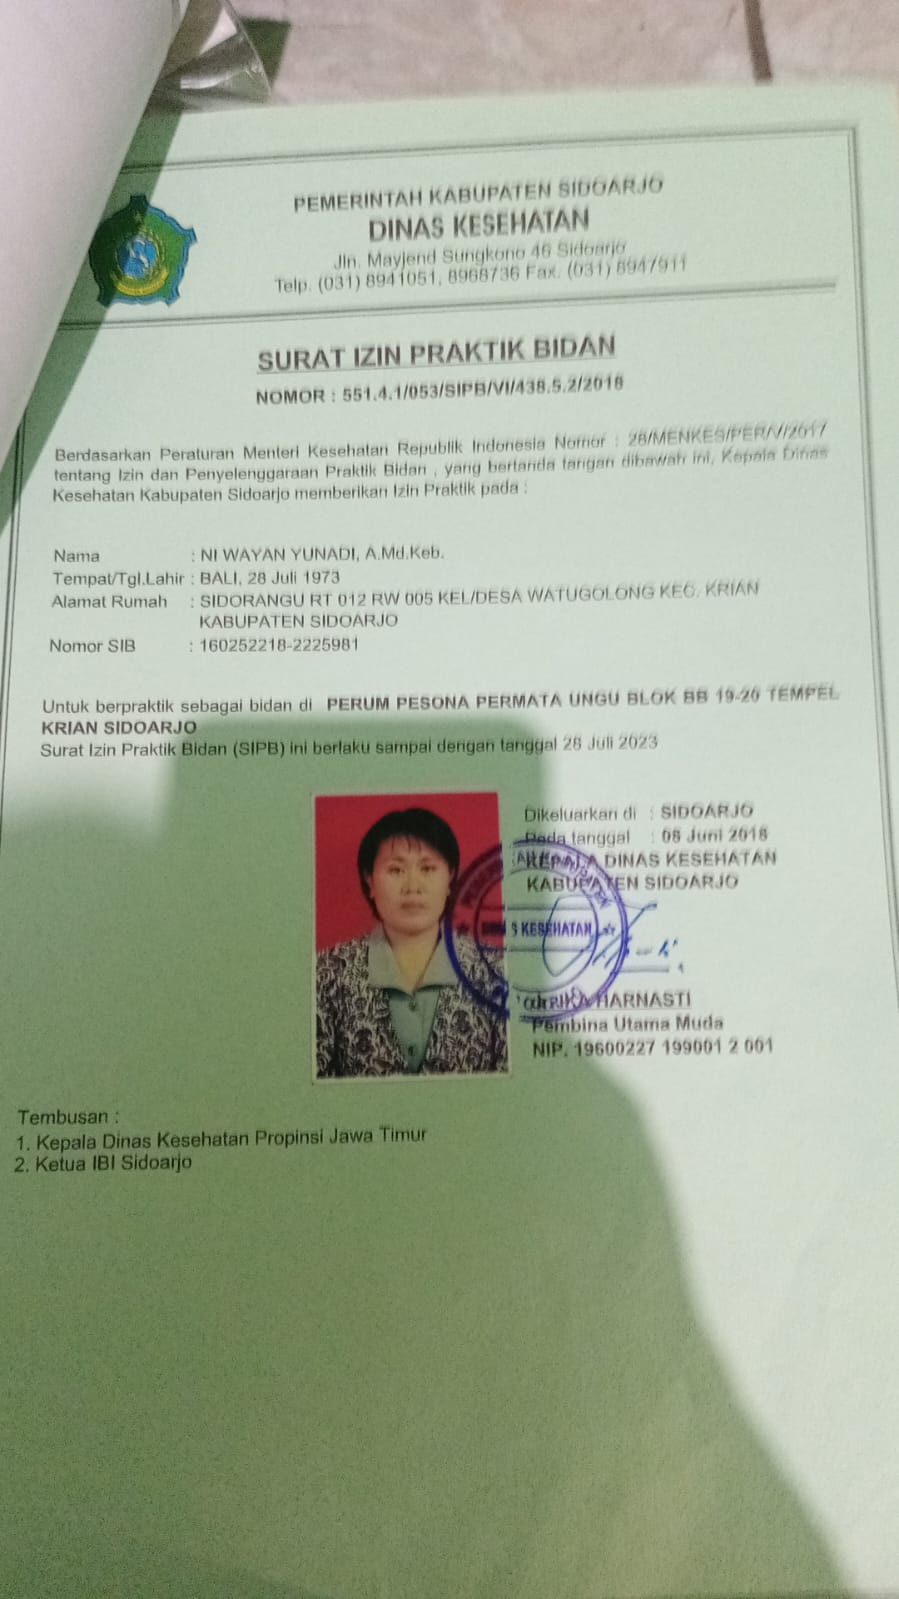 PEMERINTAH KABUPATEN SIDOARJO
DINAS KESEHATAN
Jln. Mayjend Sungkono 46 Sidoarjo
Telp. (031) 8941051, 8968736 Fax. (031) 8947911
SURAT IZIN PRAKTIK BIDAN
NOMOR : 551.4.1/053/SIPB/VI/438.5.2/2018
Berdasarkan Peraturan Menteri Kesehatan Republik Indonesia Nomor : 28/MENKES/PER/V/2017
tentang Izin dan Penyelenggaraan Praktik Bidan , yang bertanda tangan dibawah ini, Kepala Dinas
Kesehatan Kabupaten Sidoarjo memberikan Izin Praktik pada :
Nama : NI WAYAN YUNADI, A.Md.Keb.
Tempat/Tgl.Lahir : BALI, 28 Juli 1973
Alamat Rumah : SIDORANGU RT 012 RW 005 KEL/DESA WATUGOLONG KEC. KRIAN
KABUPATEN SIDOARJO
Nomor SIB : 160252218-2225981
Untuk berpraktik sebagai bidan di PERUM PESONA PERMATA UNGU BLOK BB 19-20 TEMPEL
KRIAN SIDOARJO
Surat Izin Praktik Bidan (SIPB) ini berlaku sampai dengan tanggal 28 Juli 2023
Dikeluarkan di : SIDOARJO
Pada tanggal : 08 Juni 2018
KEPALA DINAS KESEHATAN
KABUPATEN SIDOARJO
DINAS KESEHATAN
HARNASTI
Pembina Utama Muda
NIP. 19600227 199001 2 001
Tembusan :
1. Kepala Dinas Kesehatan Propinsi Jawa Timur
2. Ketua IBI Sidoarjo